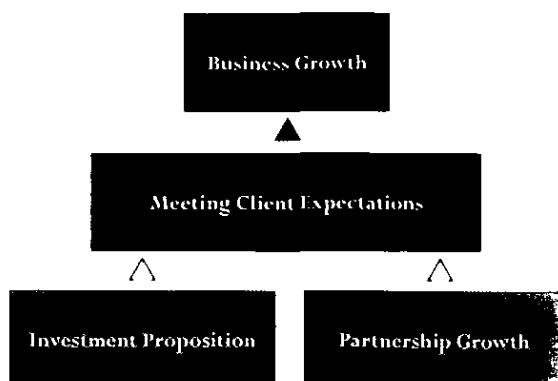 Business Growth
Meeting Client Expectations
Investment Proposition
Partnership Growth